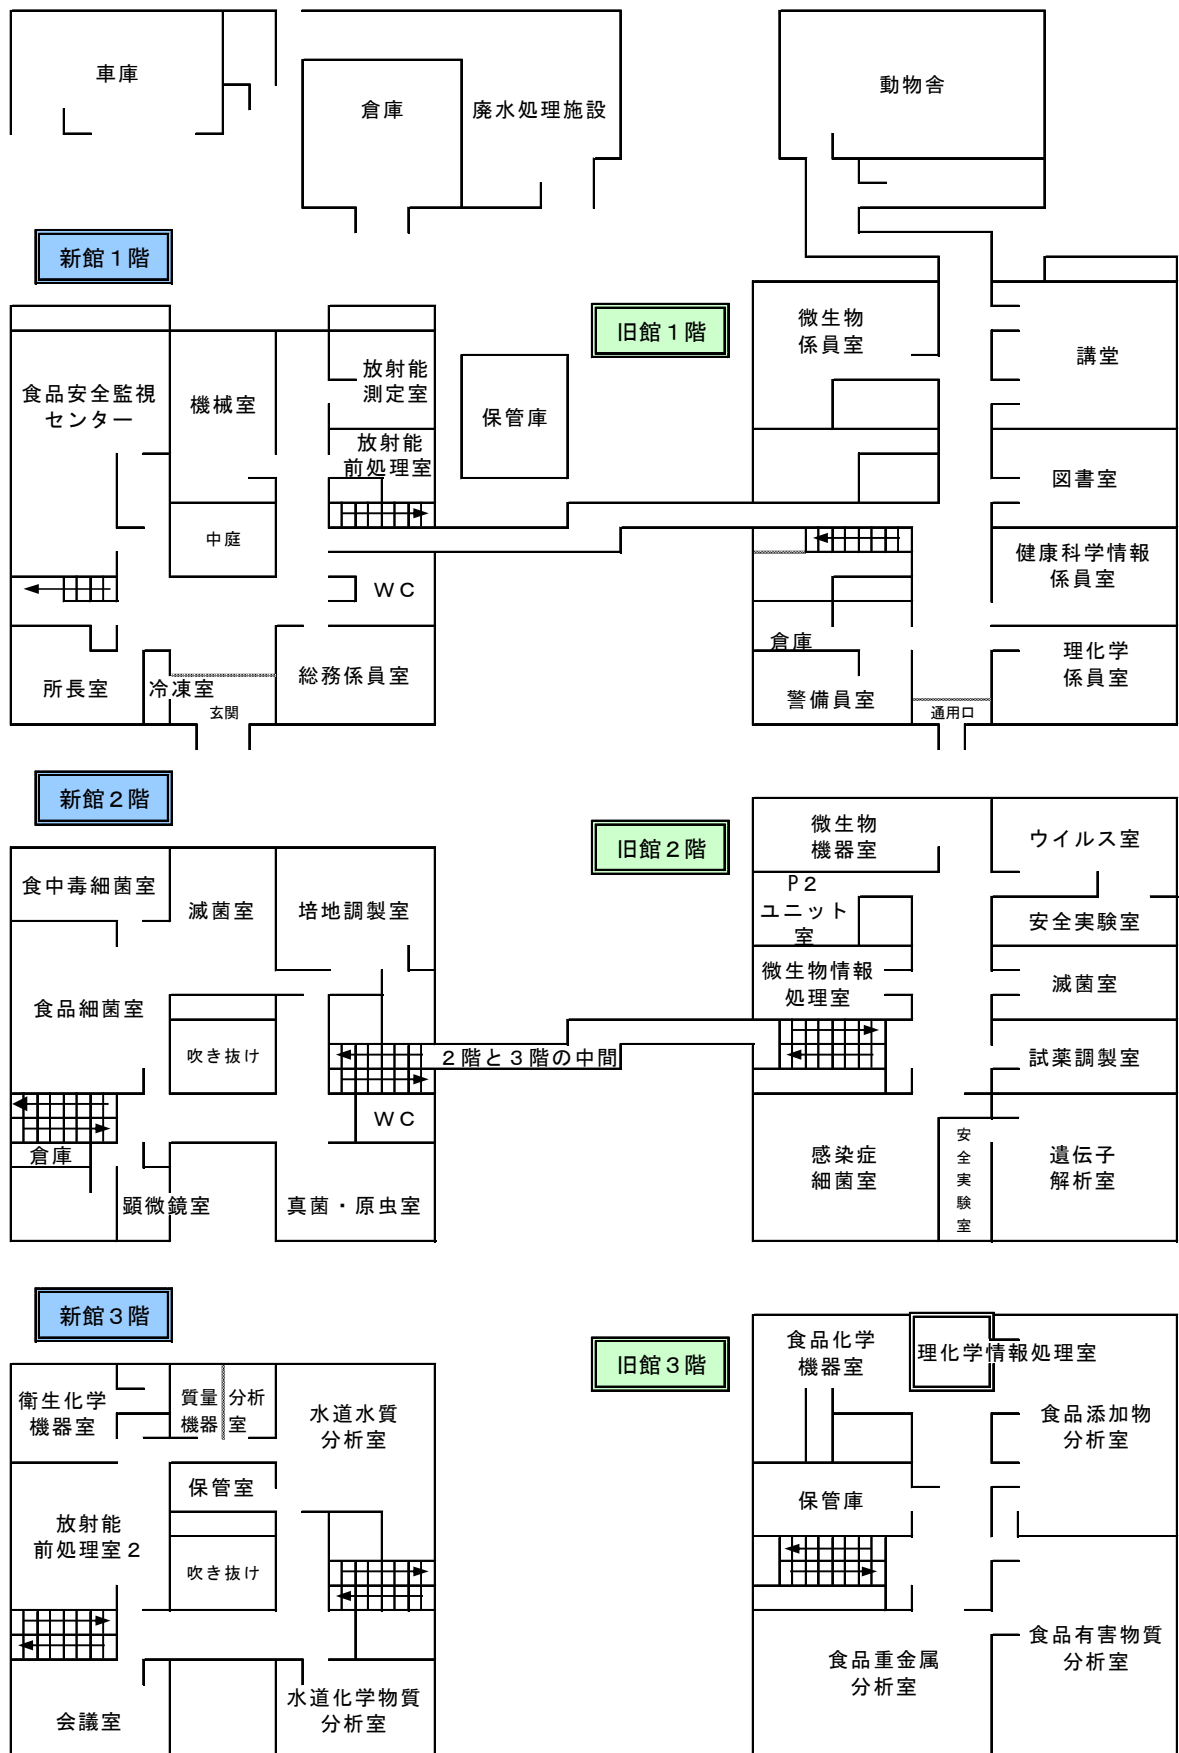 車庫
倉庫
廃水処理施設
動物舎
新館１階
旧館１階
食品安全監視
センター
機械室
放射能
測定室
放射能
前処理室
保管庫
中庭
ＷＣ
所長室
冷凍室
玄関
総務係員室
微生物
係員室
講堂
図書室
健康科学情報
係員室
倉庫
理化学
係員室
警備員室
通用口
新館２階
旧館２階
食中毒細菌室
滅菌室
培地調製室
食品細菌室
吹き抜け
２階と３階の中間
ＷＣ
倉庫
顕微鏡室
真菌・原虫室
微生物
機器室
ウイルス室
Ｐ２
ユニット
室
安全実験室
微生物情報
処理室
滅菌室
試薬調製室
感染症
細菌室
安
全
実
験
室
遺伝子
解析室
新館３階
旧館３階
衛生化学
機器室
質量分析
機器室
水道水質
分析室
保管室
放射能
前処理室２
吹き抜け
会議室
水道化学物質
分析室
食品化学
機器室
理化学情報処理室
食品添加物
分析室
保管庫
食品重金属
分析室
食品有害物質
分析室